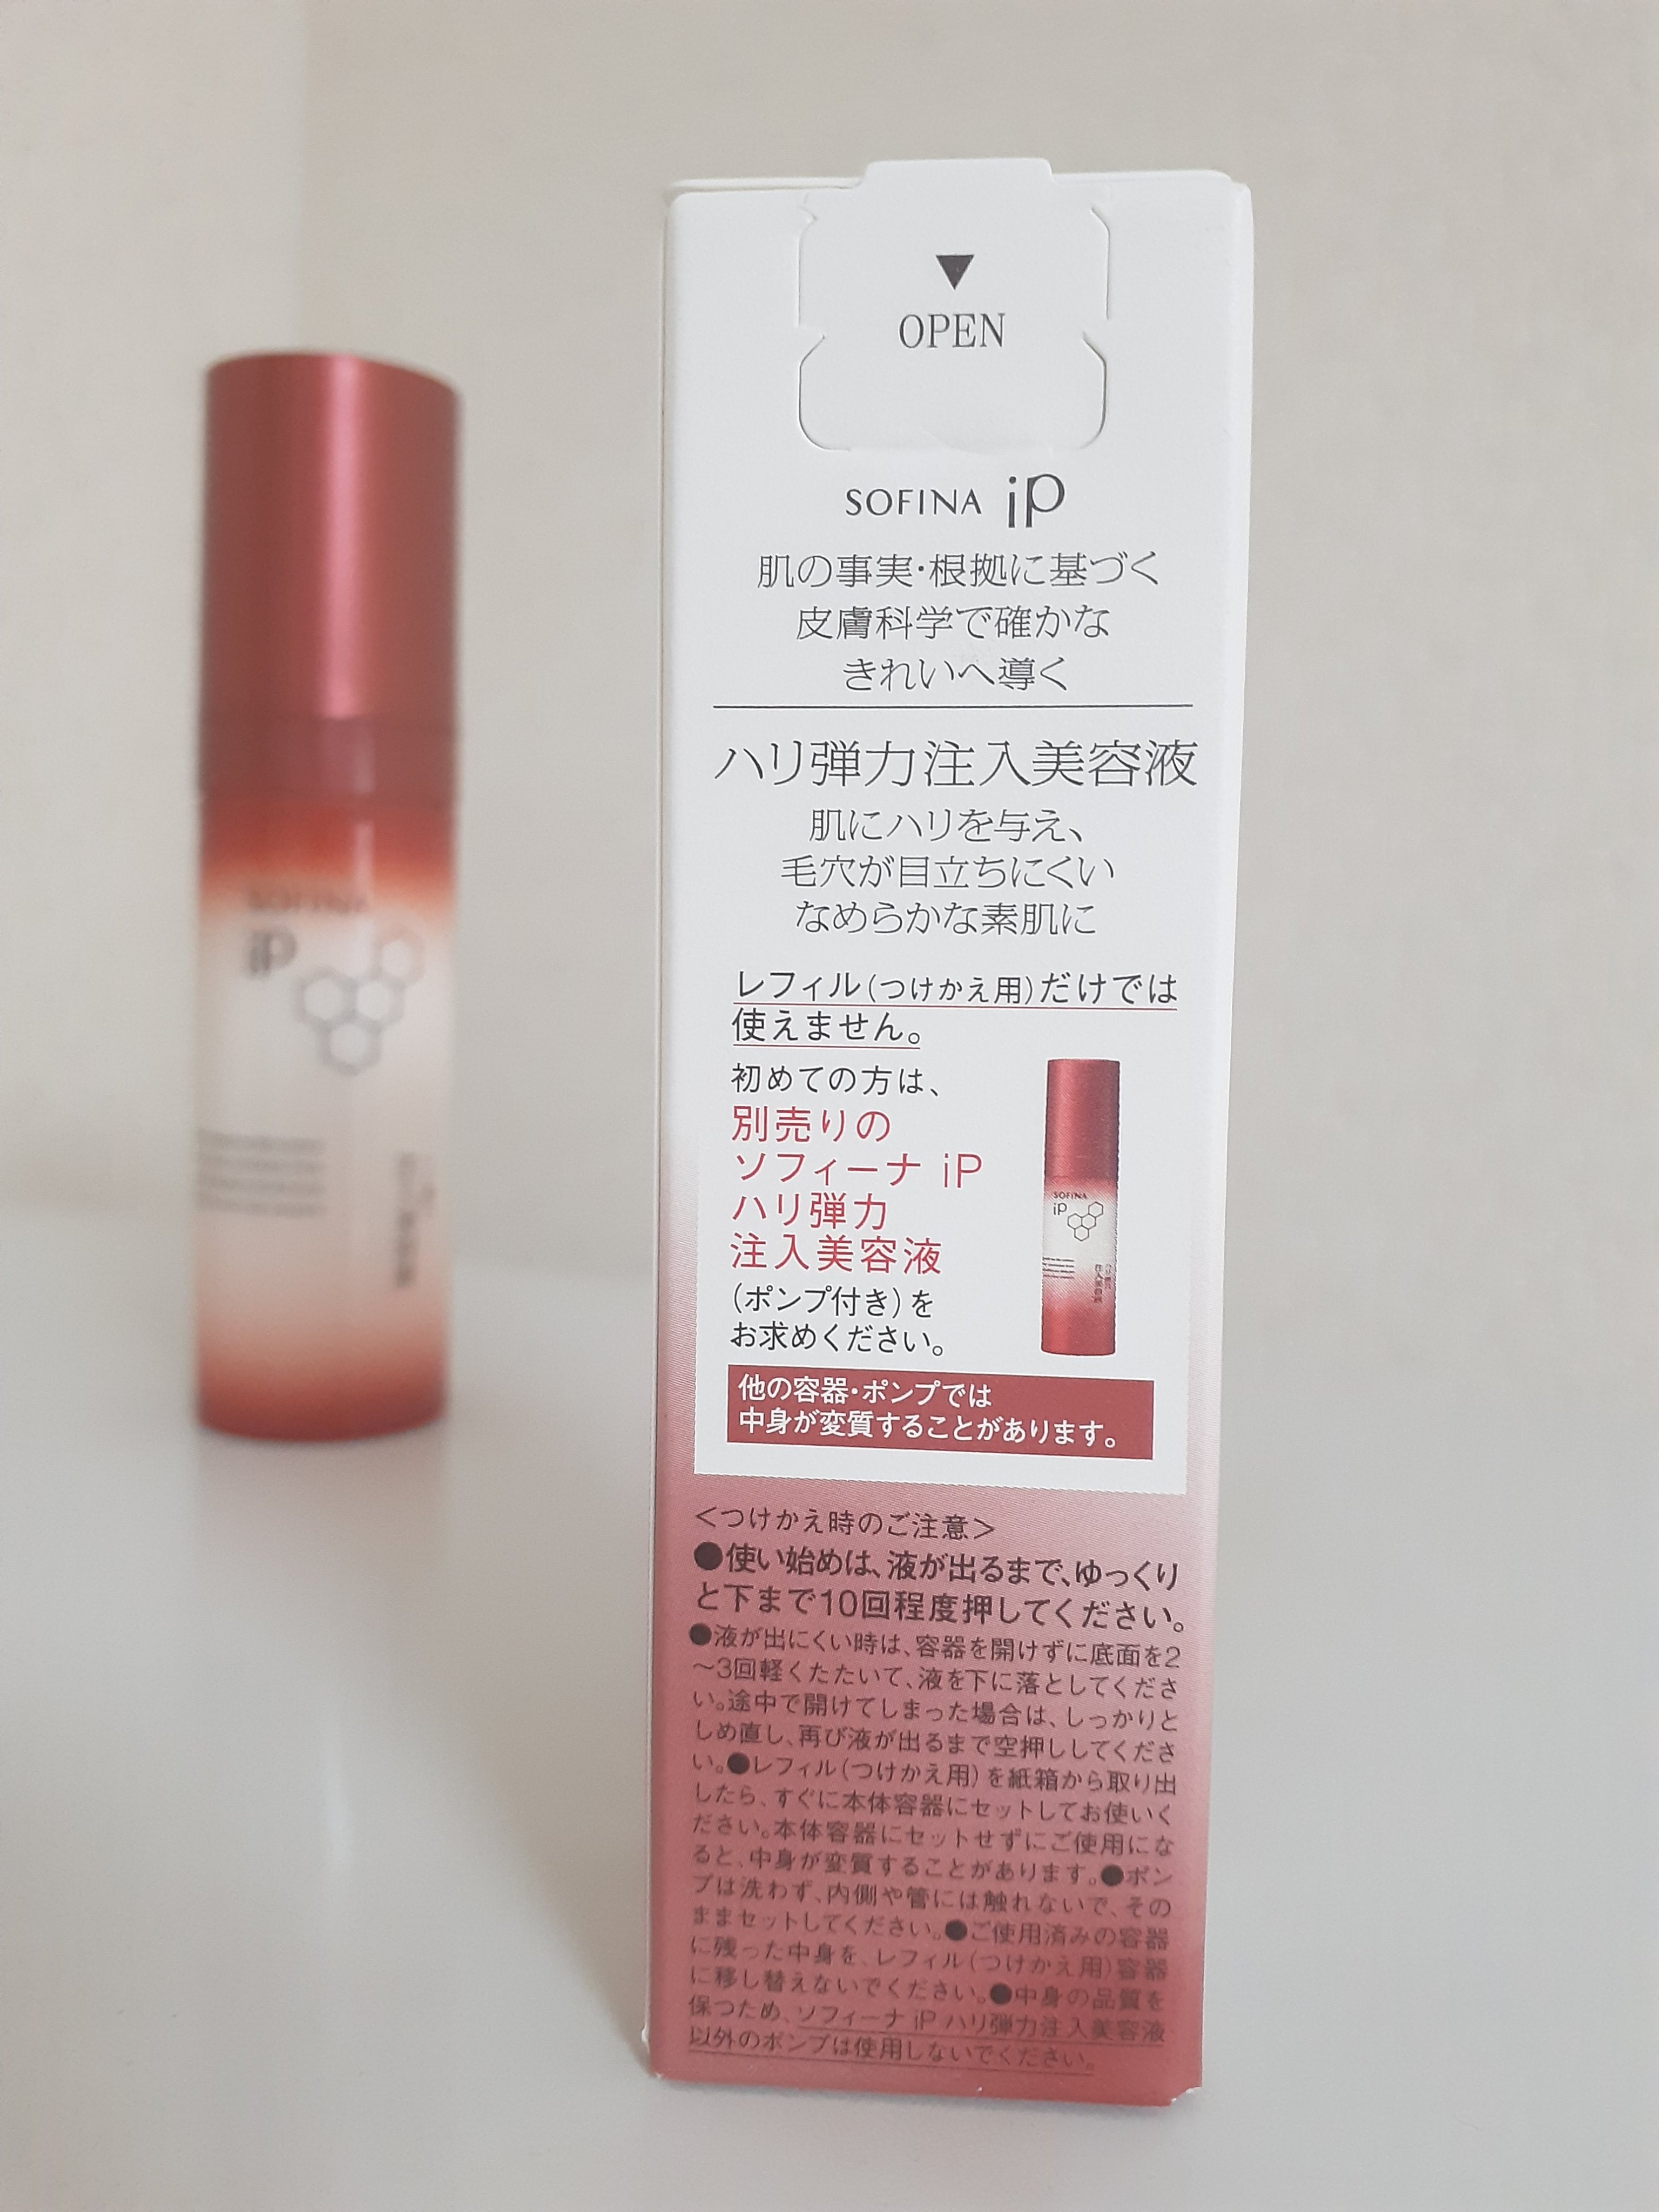 SOFINA
iP
▼
OPEN
SOFINA iP
肌の事実・根拠に基づく
皮膚科学で確かな
きれいへ導く
ハリ弾力注入美容液
肌にハリを与え、
毛穴が目立ちにくい
なめらかな素肌に
レフィル(つけかえ用)だけでは
使えません。
初めての方は、
別売りの
ソフィーナ iP
ハリ弾力
注入美容液
(ポンプ付き)を
お求めください。
SOFINA
iP
他の容器・ポンプでは
中身が変質することがあります。
＜つけかえ時のご注意＞
●使い始めは、液が出るまで、ゆっくり
と下まで10回程度押してください。
●液が出にくい時は、容器を開けずに底面を2
～3回軽くたたいて、液を下に落としてくださ
い。途中で開けてしまった場合は、しっかりと
しめ直し、再び液が出るまで空押ししてくださ
い。●レフィル(つけかえ用)を紙箱から取り出
したら、すぐに本体容器にセットしてお使いく
ださい。本体容器にセットせずにご使用にな
ると、中身が変質することがあります。●ポン
プは洗わず、内側や管には触れないで、その
ままセットしてください。●ご使用済みの容器
に残った中身を、レフィル(つけかえ用)容器
に移し替えないでください。●中身の品質を
保つため、ソフィーナ iP ハリ弾力注入美容液
以外のポンプは使用しないでください。